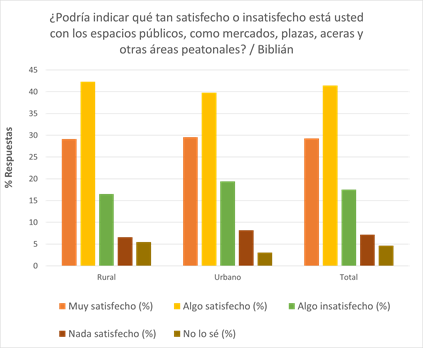 ¿Podría indicar qué tan satisfecho o insatisfecho está usted
con los espacios públicos, como mercados, plazas, aceras y
otras áreas peatonales? / Biblián
45
40
35
30
25
20
15
10
5
0
% Respuestas
Rural Urbano Total
Muy satisfecho (%) Algo satisfecho (%) Algo insatisfecho (%)
Nada satisfecho (%) No lo sé (%)